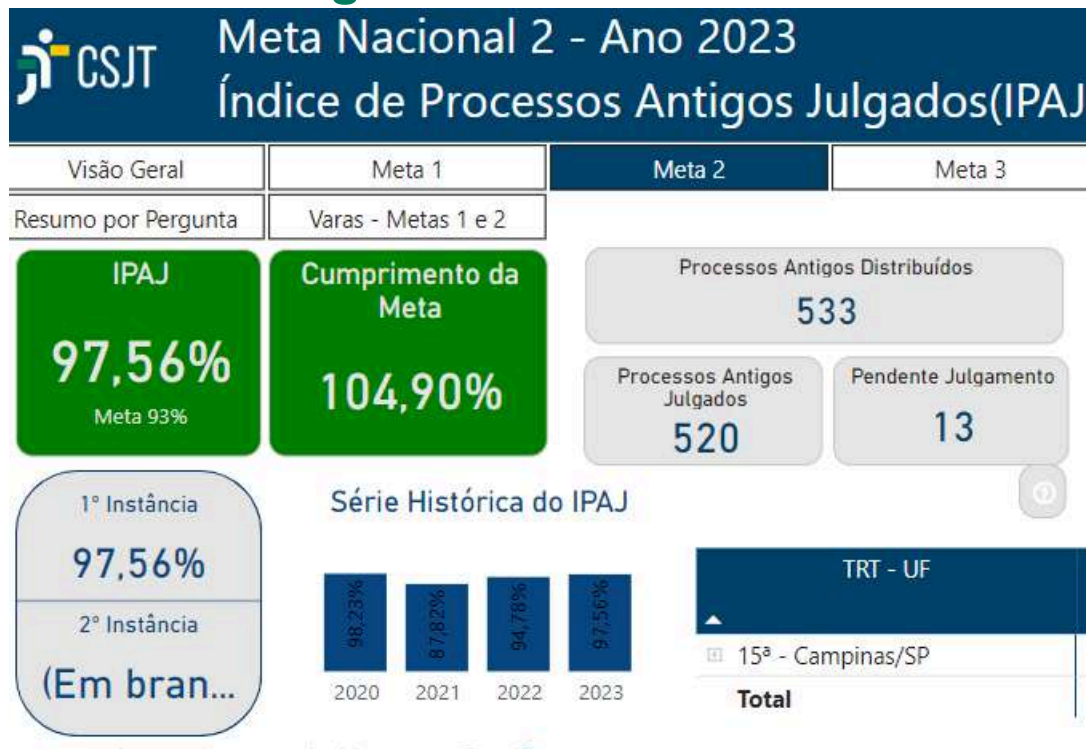 CSJT
Meta Nacional 2 - Ano 2023
Índice de Processos Antigos Julgados(IPAJ
Visão Geral
Meta 1
Meta 2
Meta 3
Resumo por Pergunta
Varas - Metas 1 e 2
IPAJ
97,56%
Meta 93%
Cumprimento da
Meta
104,90%
Processos Antigos Distribuídos
533
Processos Antigos
Julgados
520
Pendente Julgamento
13
1° Instância
97,56%
2° Instância
(Em bran...
Série Histórica do IPAJ
98,23%
87,82%
94,78%
97,56%
2020
2021
2022
2023
TRT - UF
15ª - Campinas/SP
Total